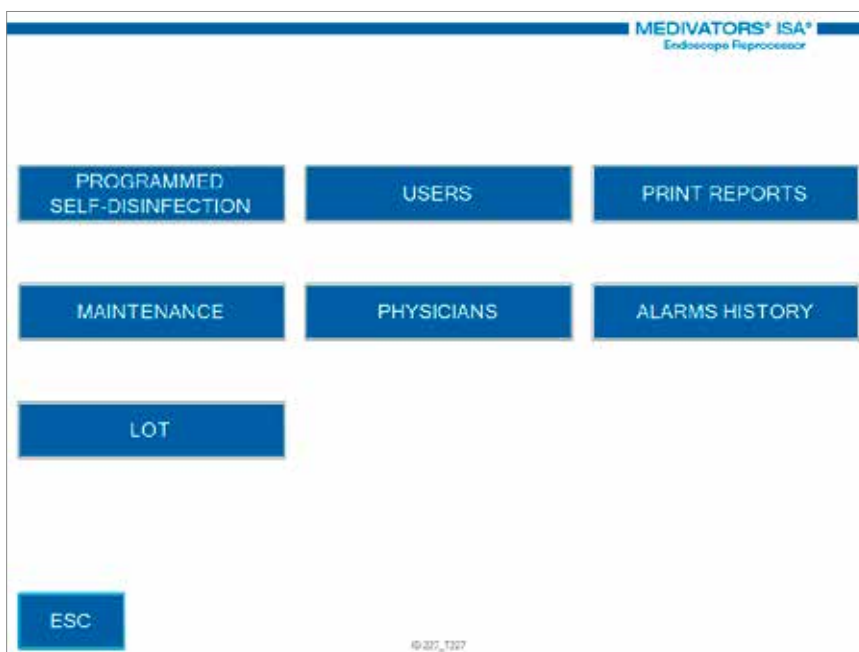 MEDIVATORS® ISA®
Endoscope Reprocessor
PROGRAMMED
SELF-DISINFECTION
USERS
PRINT REPORTS
MAINTENANCE
PHYSICIANS
ALARMS HISTORY
LOT
ESC